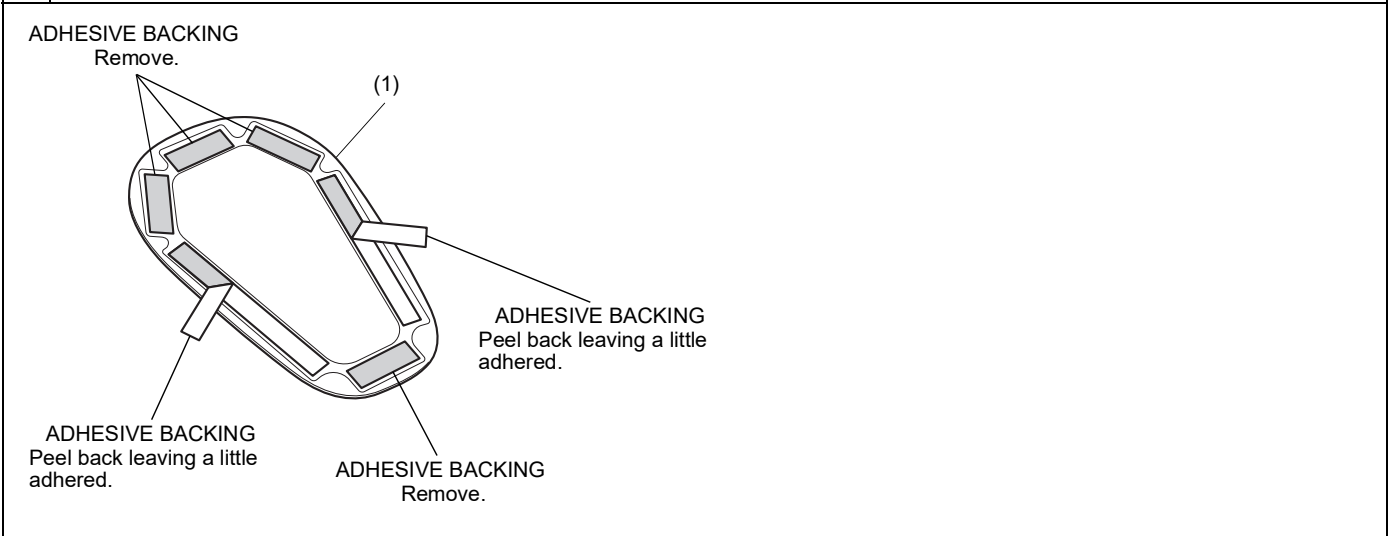 ADHESIVE BACKING
Remove.
(1)
ADHESIVE BACKING
Peel back leaving a little
adhered.
ADHESIVE BACKING
Peel back leaving a little
adhered.
ADHESIVE BACKING
Remove.